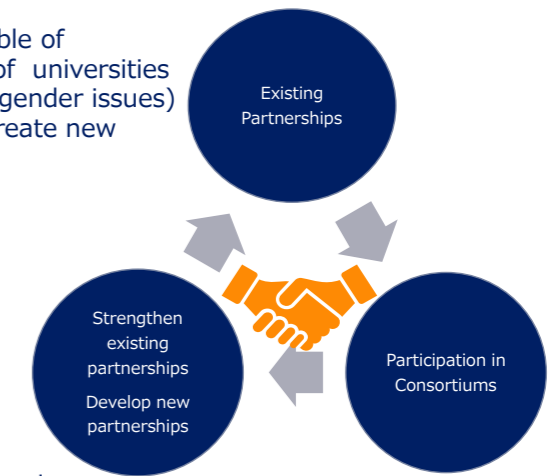 ble of
of universities
gender issues)
reate new
Existing
Partnerships
Strengthen
existing
partnerships
Develop new
partnerships
Participation in
Consortiums